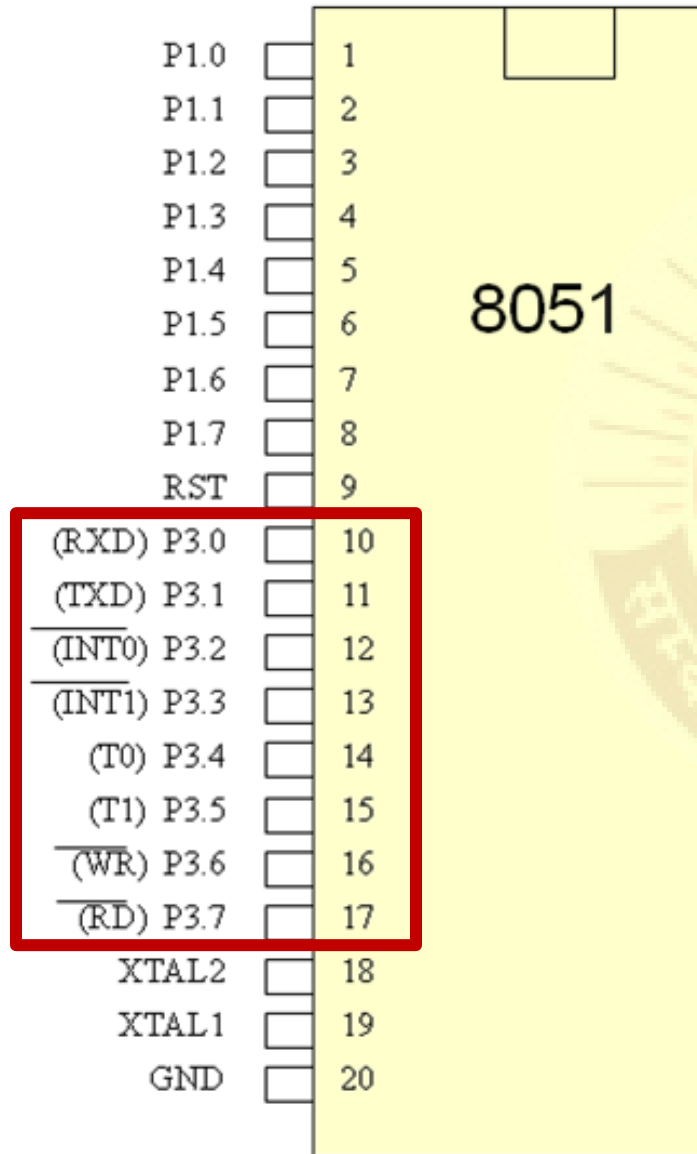 P1.0 1
P1.1 2
P1.2 3
P1.3 4
P1.4 5
P1.5 6
P1.6 7
P1.7 8
RST 9
(RXD) P3.0 10
(TXD) P3.1 11
(INT0) P3.2 12
(INT1) P3.3 13
(T0) P3.4 14
(T1) P3.5 15
(WR) P3.6 16
(RD) P3.7 17
XTAL2 18
XTAL1 19
GND 20
8051